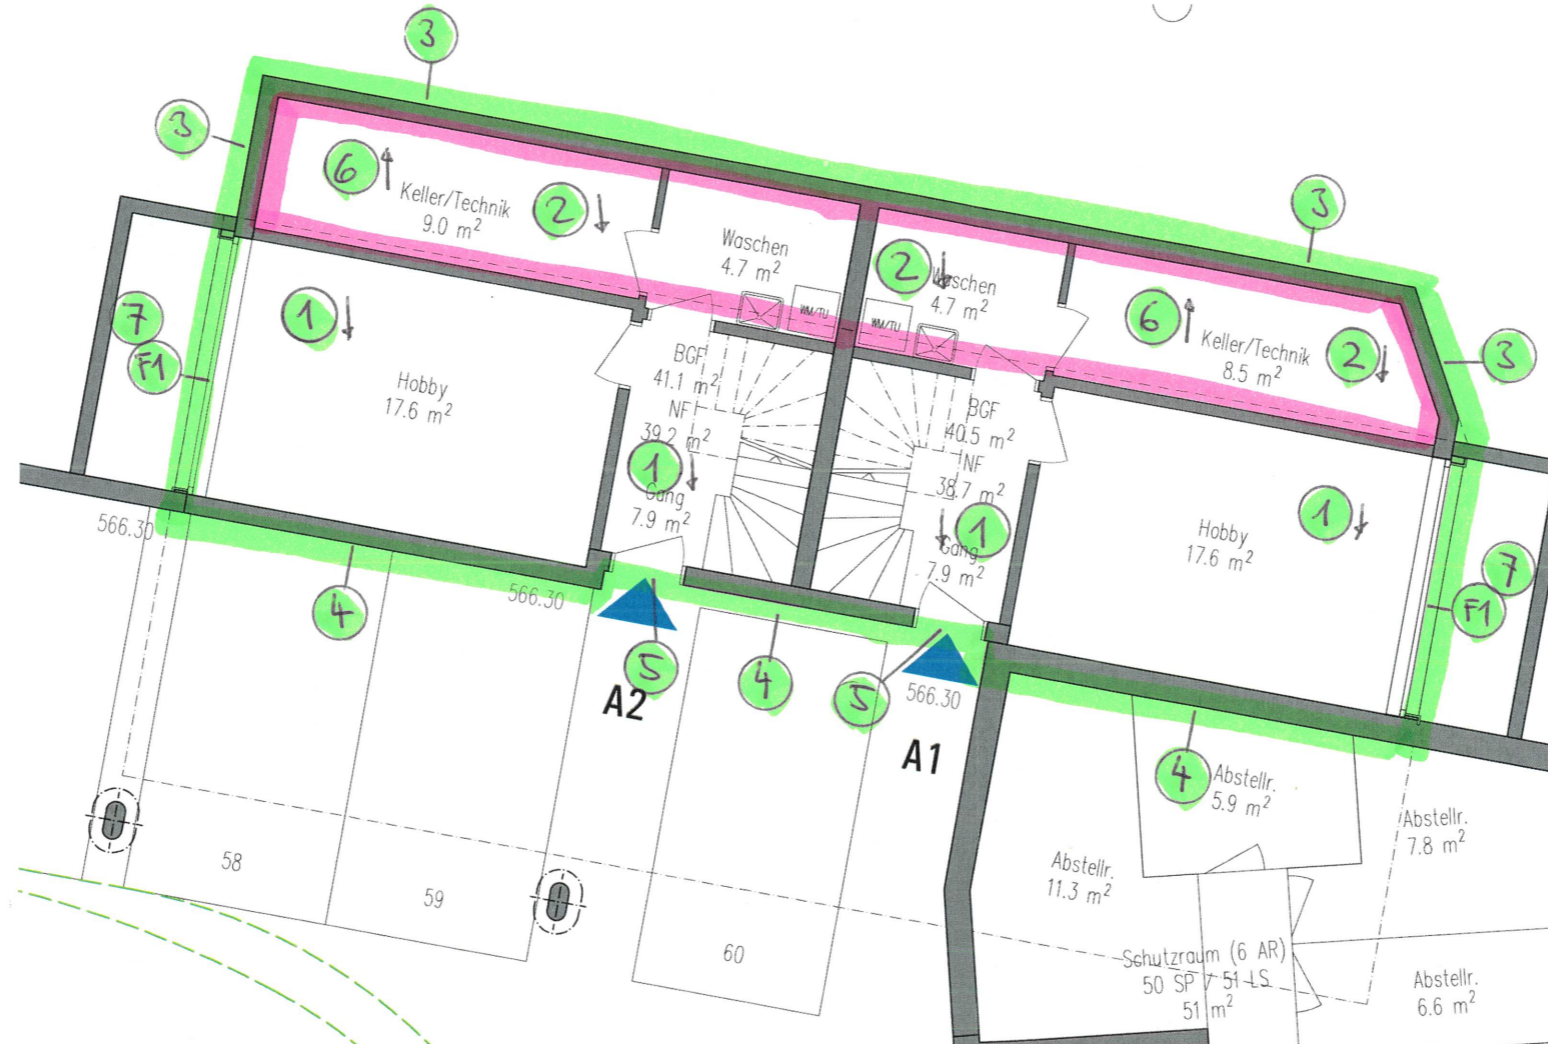 3
3
6
Keller/Technik
9.0 m²
2
Waschen
4.7 m²
3
2
Waschen
4.7 m²
6
Keller/Technik
8.5 m²
2
3
7
F1
1
Hobby
17.6 m²
WM/TU
WM/TU
BGF
41.1 m²
NF
39.2 m²
1
Gang
7.9 m²
BGF
40.5 m²
NF
38.7 m²
1
Gang
7.9 m²
Hobby
17.6 m²
1
7
F1
566.30
4
566.30
5
A2
4
5
566.30
A1
4
Abstellr.
5.9 m²
Abstellr.
7.8 m²
Abstellr.
11.3 m²
58
59
60
Schutzraum (6 AR)
50 SP / 51 LS
51 m²
Abstellr.
6.6 m²